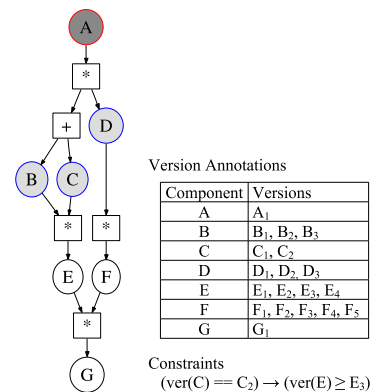 A
*
+
D
B
C
*
*
E
F
*
G
Version Annotations
Component Versions
A A₁
B B₁, B₂, B₃
C C₁, C₂
D D₁, D₂, D₃
E E₁, E₂, E₃, E₄
F F₁, F₂, F₃, F₄, F₅
G G₁
Constraints
(ver(C) == C₂) → (ver(E) ≥ E₃)